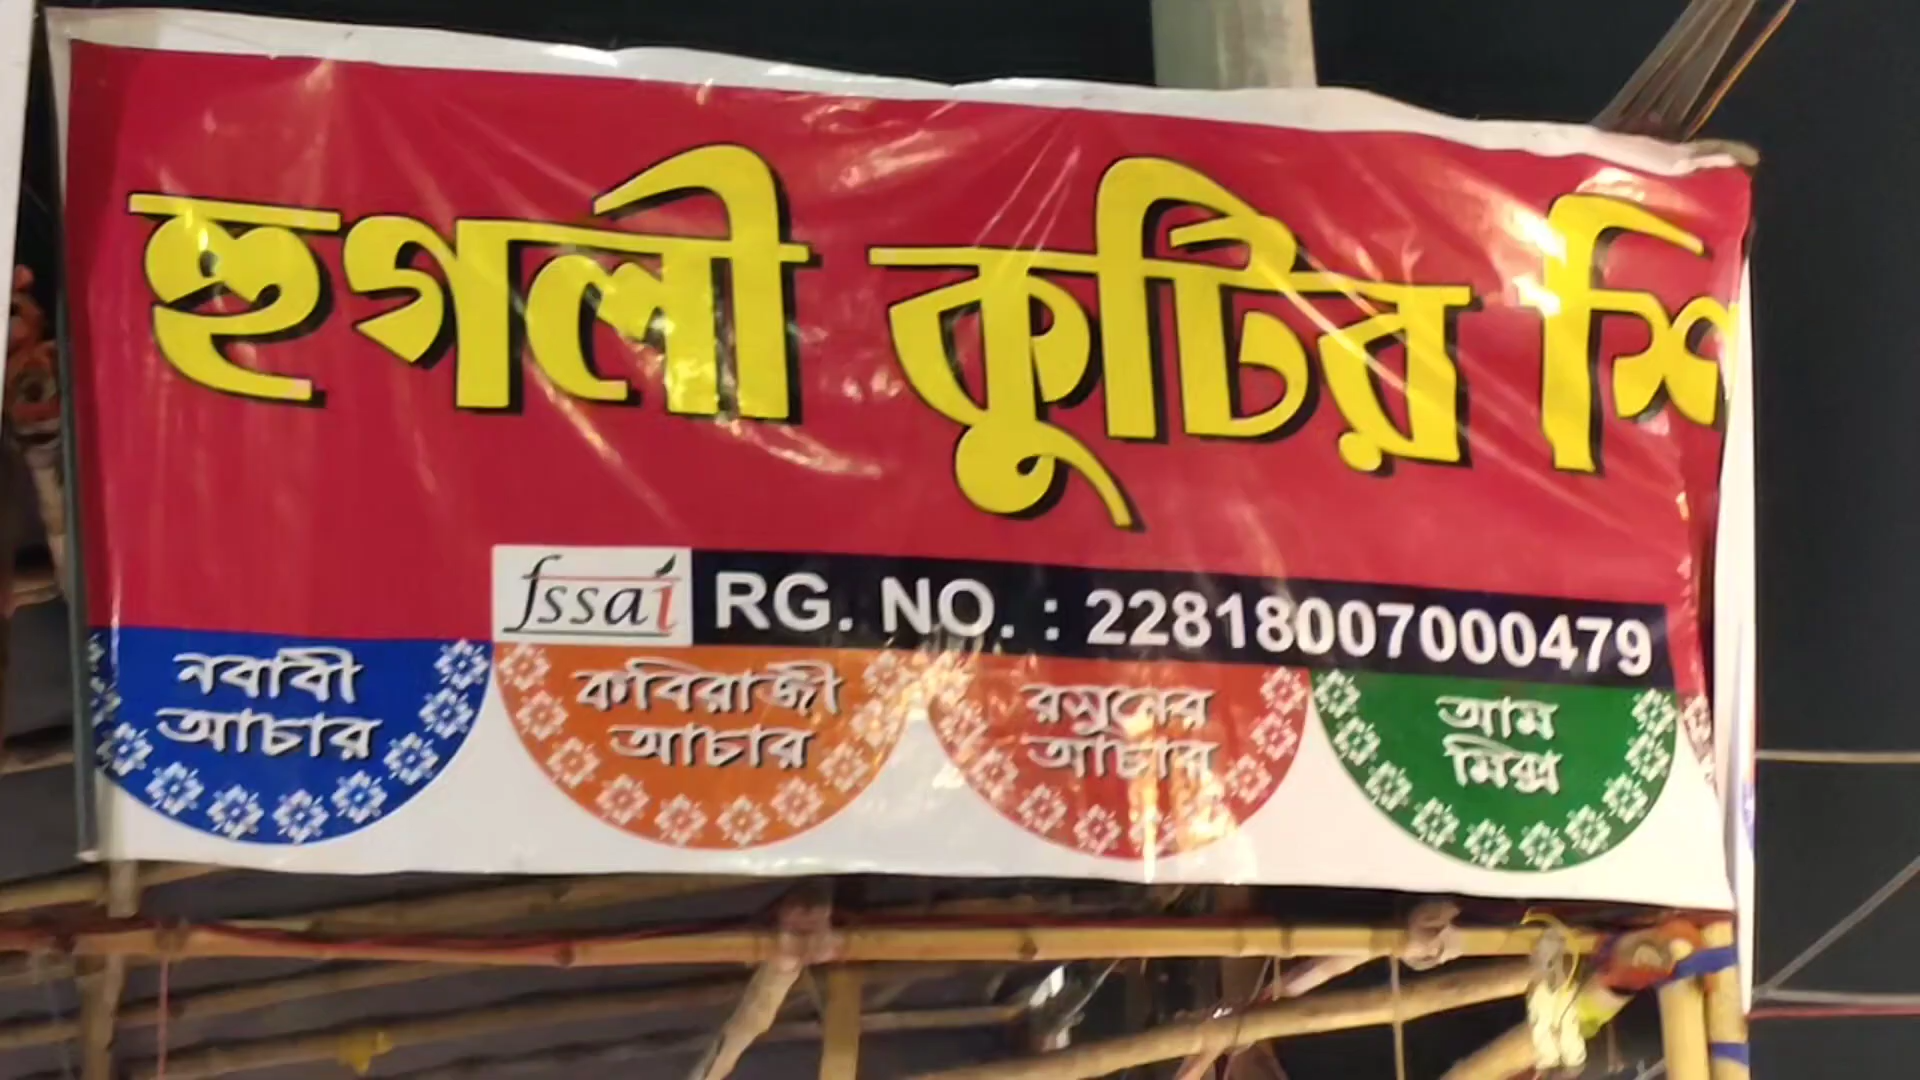 হুগলী কুটির শি
fssai RG. NO. : 22818007000479
নবাবী
আচার
কবিরাজী
আচার
রসুনের
আচার
আম
মিক্স